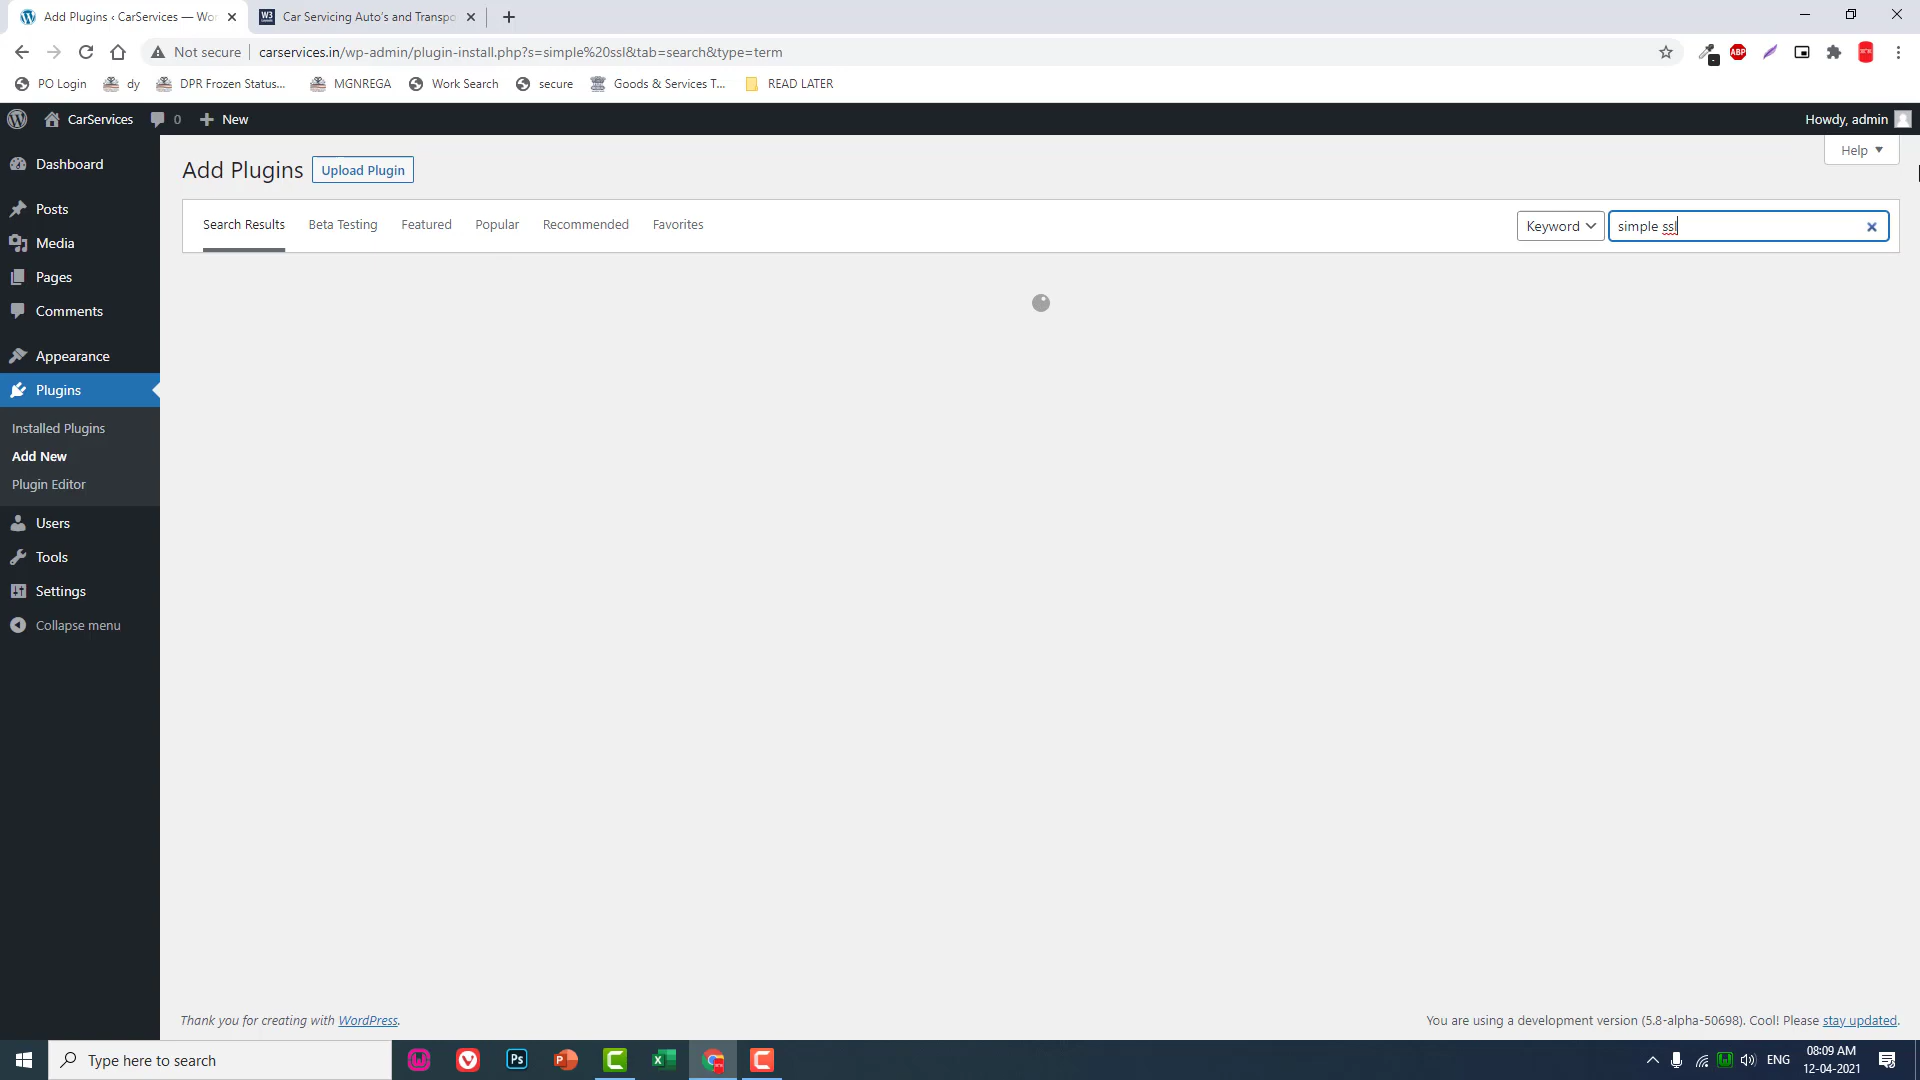 Add Plugins ‹ CarServices — Wor
Car Servicing Auto's and Transpo
Not secure
carservices.in/wp-admin/plugin-install.php?s=simple%20ssl&tab=search&type=term
ABP
PO Login
dy
DPR Frozen Status...
MGNREGA
Work Search
secure
Goods & Services T...
READ LATER
CarServices
0
New
Howdy, admin
Dashboard
Posts
Media
Pages
Comments
Appearance
Plugins
Installed Plugins
Add New
Plugin Editor
Users
Tools
Settings
Collapse menu
Add Plugins
Upload Plugin
Help
Search Results
Beta Testing
Featured
Popular
Recommended
Favorites
Keyword
simple ssl
Thank you for creating with WordPress.
You are using a development version (5.8-alpha-50698). Cool! Please stay updated.
Type here to search
Ps
ENG
08:09 AM
12-04-2021